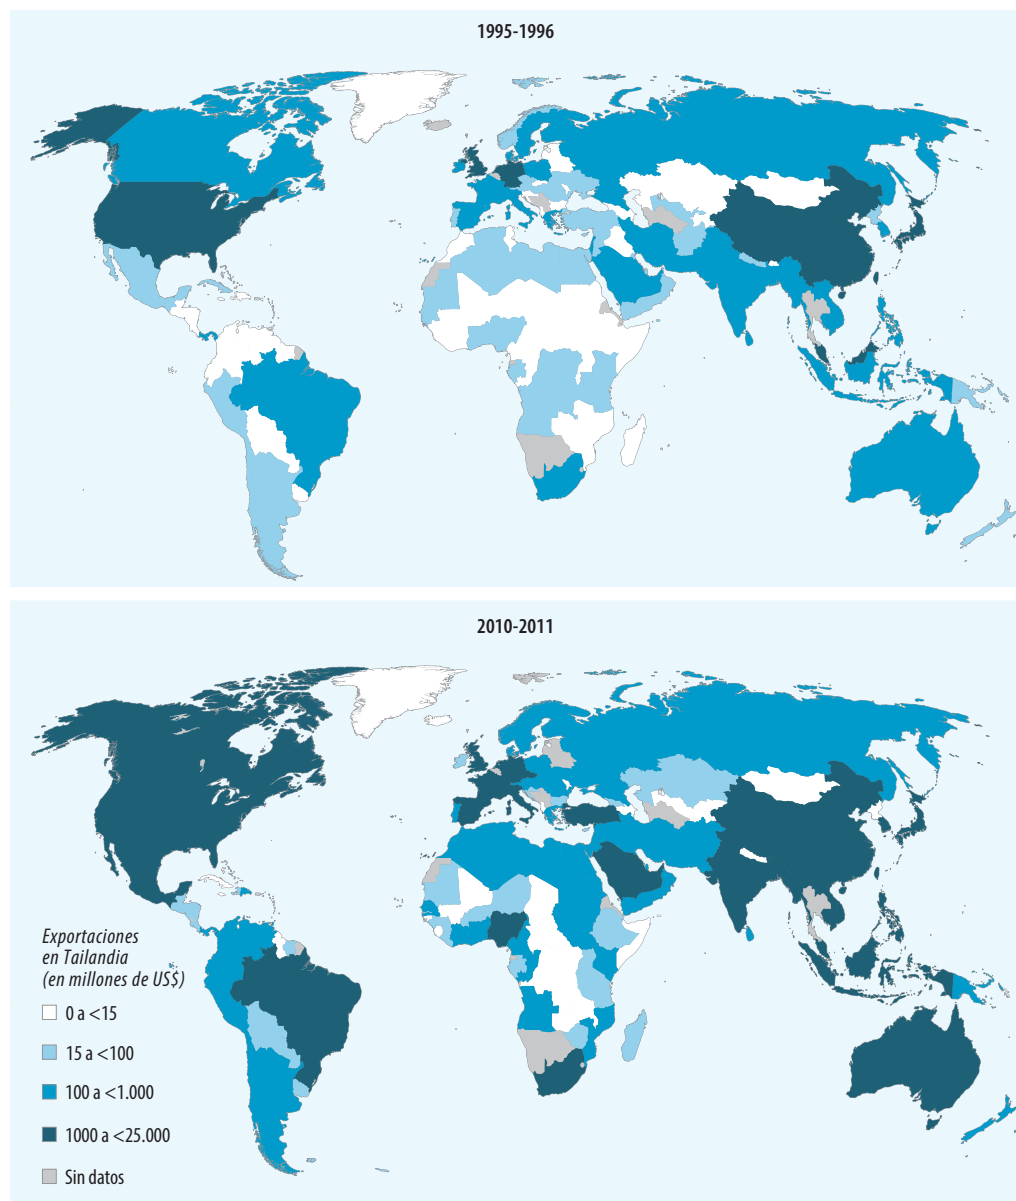 1995-1996
2010-2011
Exportaciones
en Tailandia
(en millones de US$)
0 a <15
15 a <100
100 a <1.000
1000 a <25.000
Sin datos